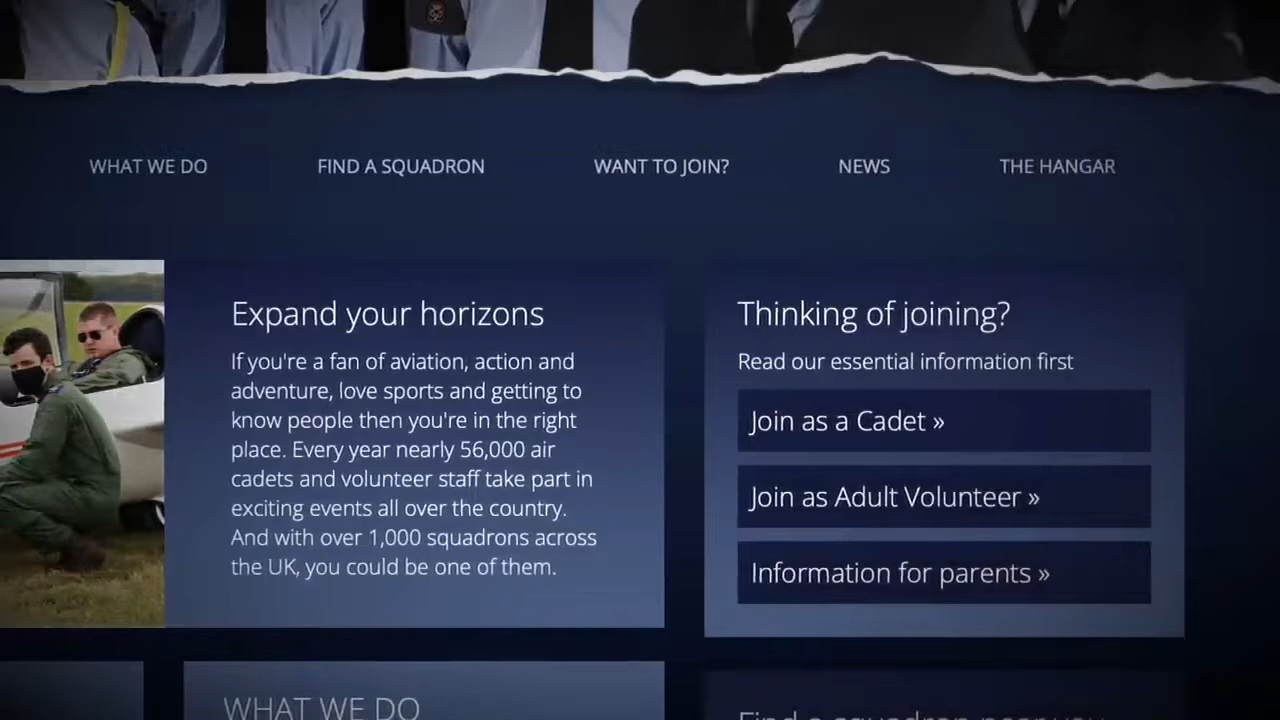 WHAT WE DO
FIND A SQUADRON
WANT TO JOIN?
NEWS
THE HANGAR
Expand your horizons
If you're a fan of aviation, action and
adventure, love sports and getting to
know people then you're in the right
place. Every year nearly 56,000 air
cadets and volunteer staff take part in
exciting events all over the country.
And with over 1,000 squadrons across
the UK, you could be one of them.
Thinking of joining?
Read our essential information first
Join as a Cadet »
Join as Adult Volunteer »
Information for parents »
WHAT WE DO
Find a squadron near you